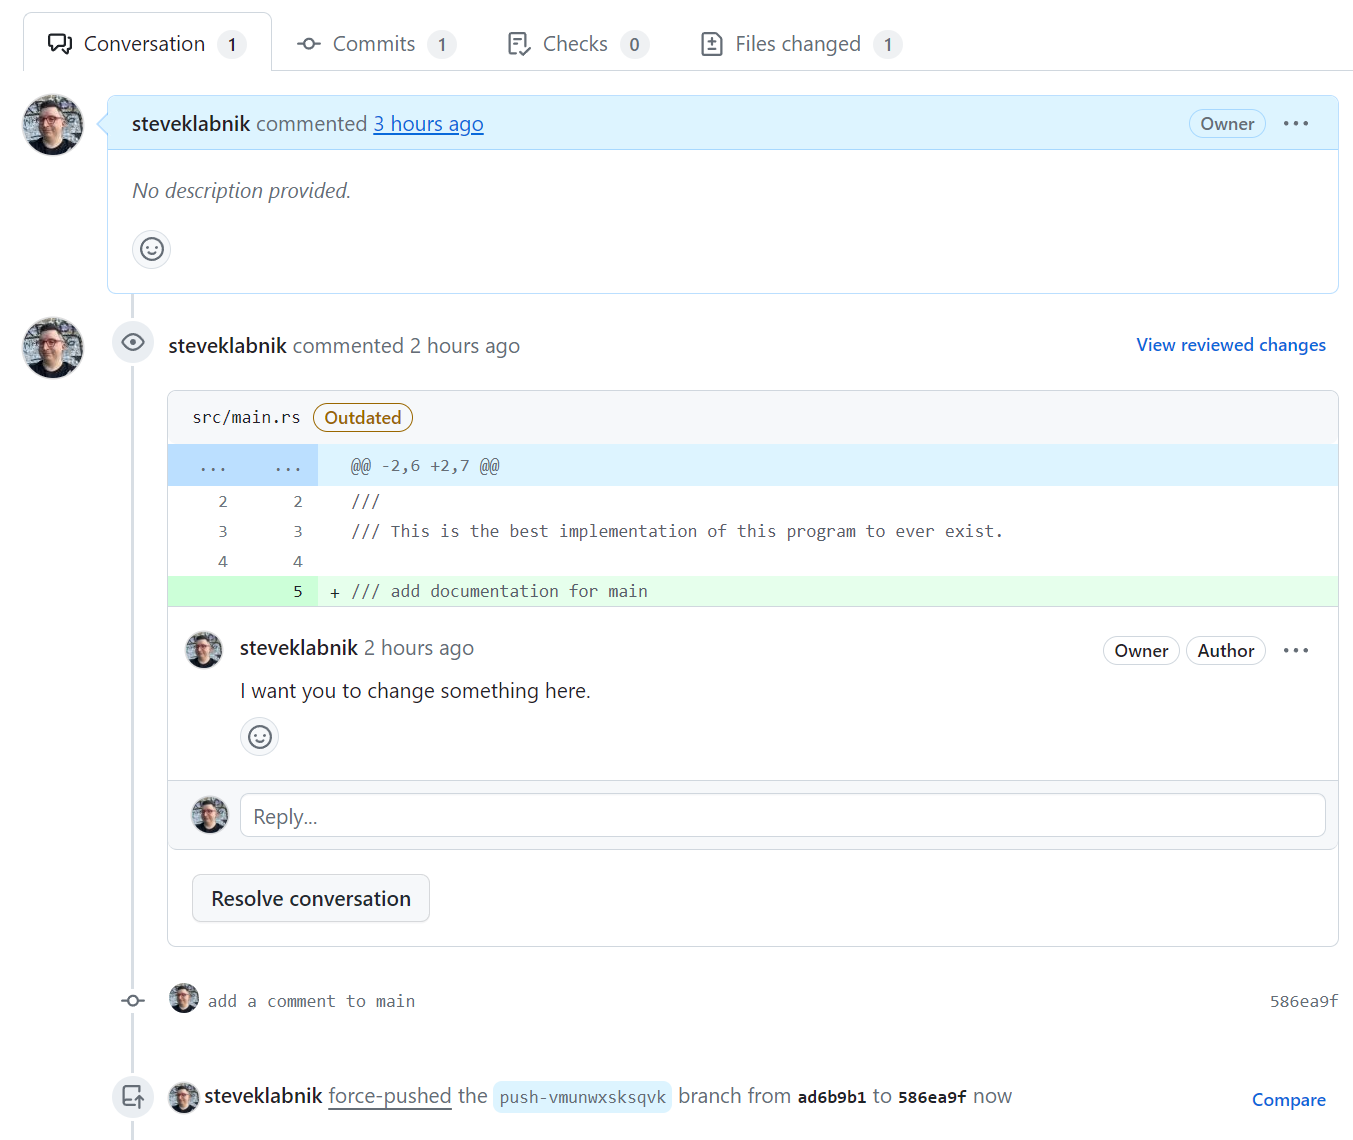 Conversation 1 Commits 1 Checks 0 Files changed 1
steveklabnik commented 3 hours ago Owner ···
No description provided.
steveklabnik commented 2 hours ago View reviewed changes
src/main.rs Outdated
... ... @@ -2,6 +2,7 @@
2 2 ///
3 3 /// This is the best implementation of this program to ever exist.
4 4
5 + /// add documentation for main
steveklabnik 2 hours ago Owner Author ···
I want you to change something here.
Reply...
Resolve conversation
add a comment to main 586ea9f
steveklabnik force-pushed the push-vmunwxsksqvk branch from ad6b9b1 to 586ea9f now Compare